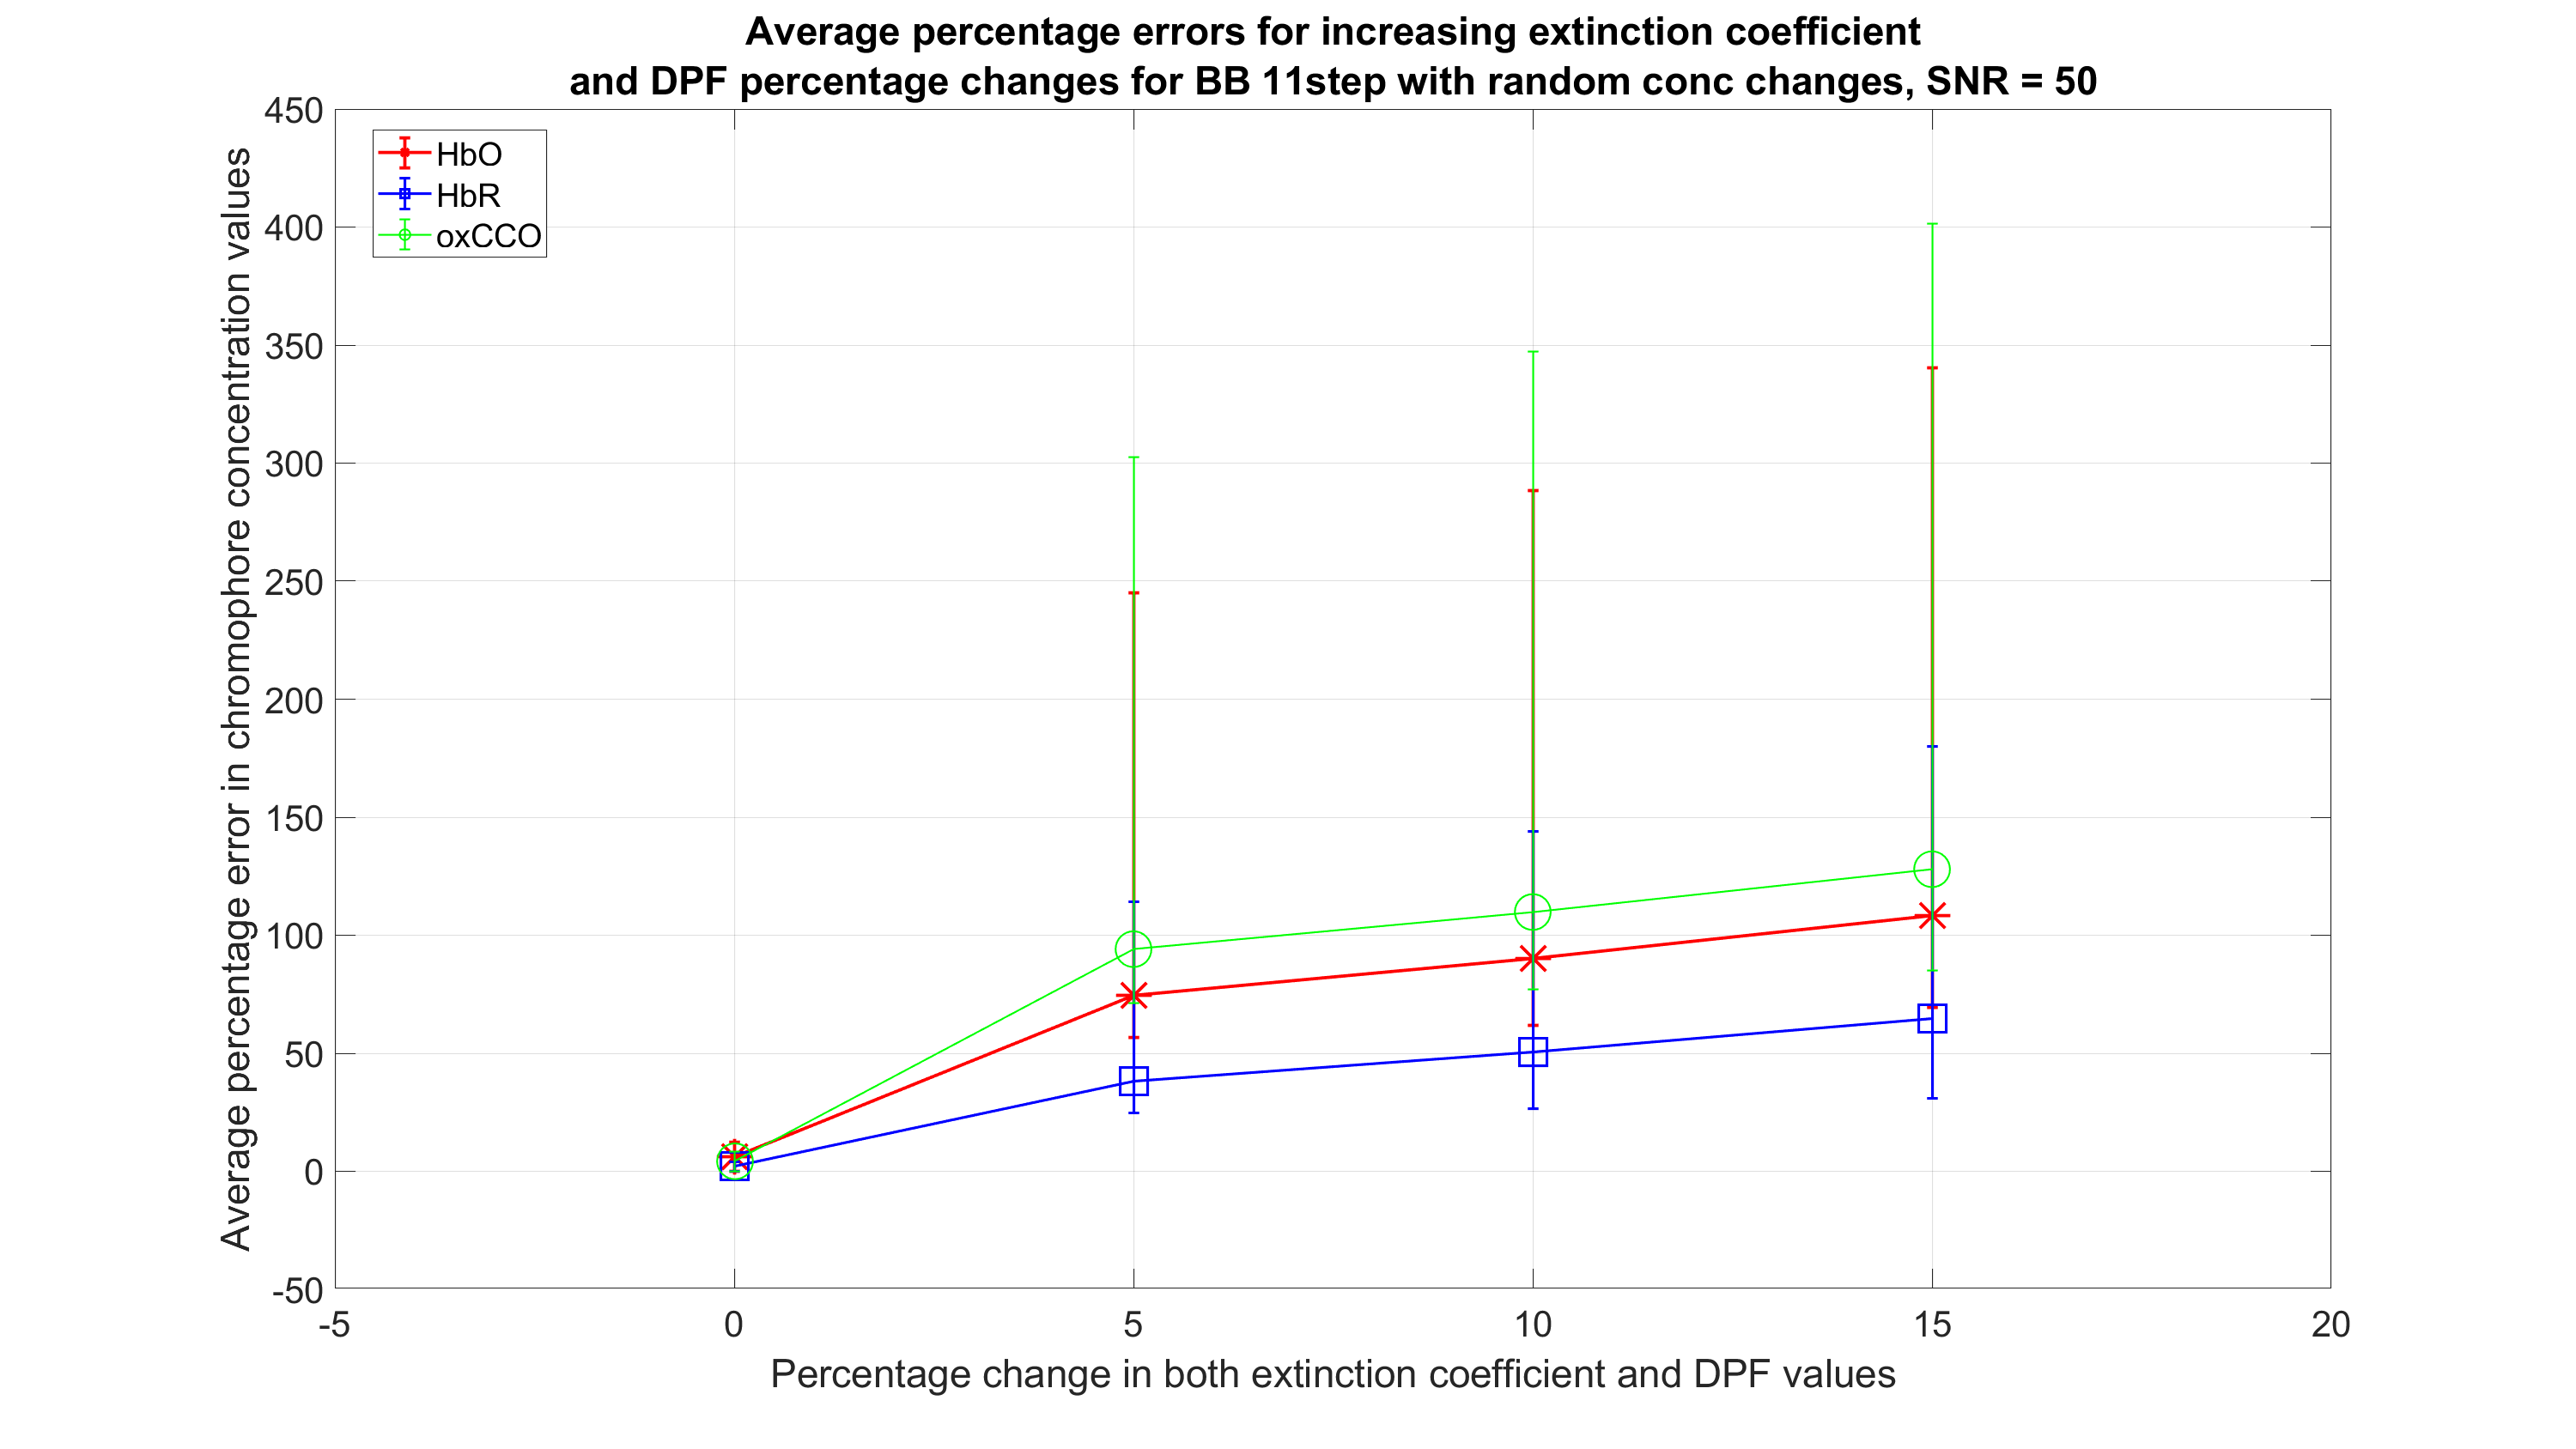 Average percentage errors for increasing extinction coefficient
and DPF percentage changes for BB 11step with random conc changes, SNR = 50
Average percentage error in chromophore concentration values
450
400
350
300
250
200
150
100
50
0
-50
HbO
HbR
oxCCO
-5
0
5
10
15
20
Percentage change in both extinction coefficient and DPF values